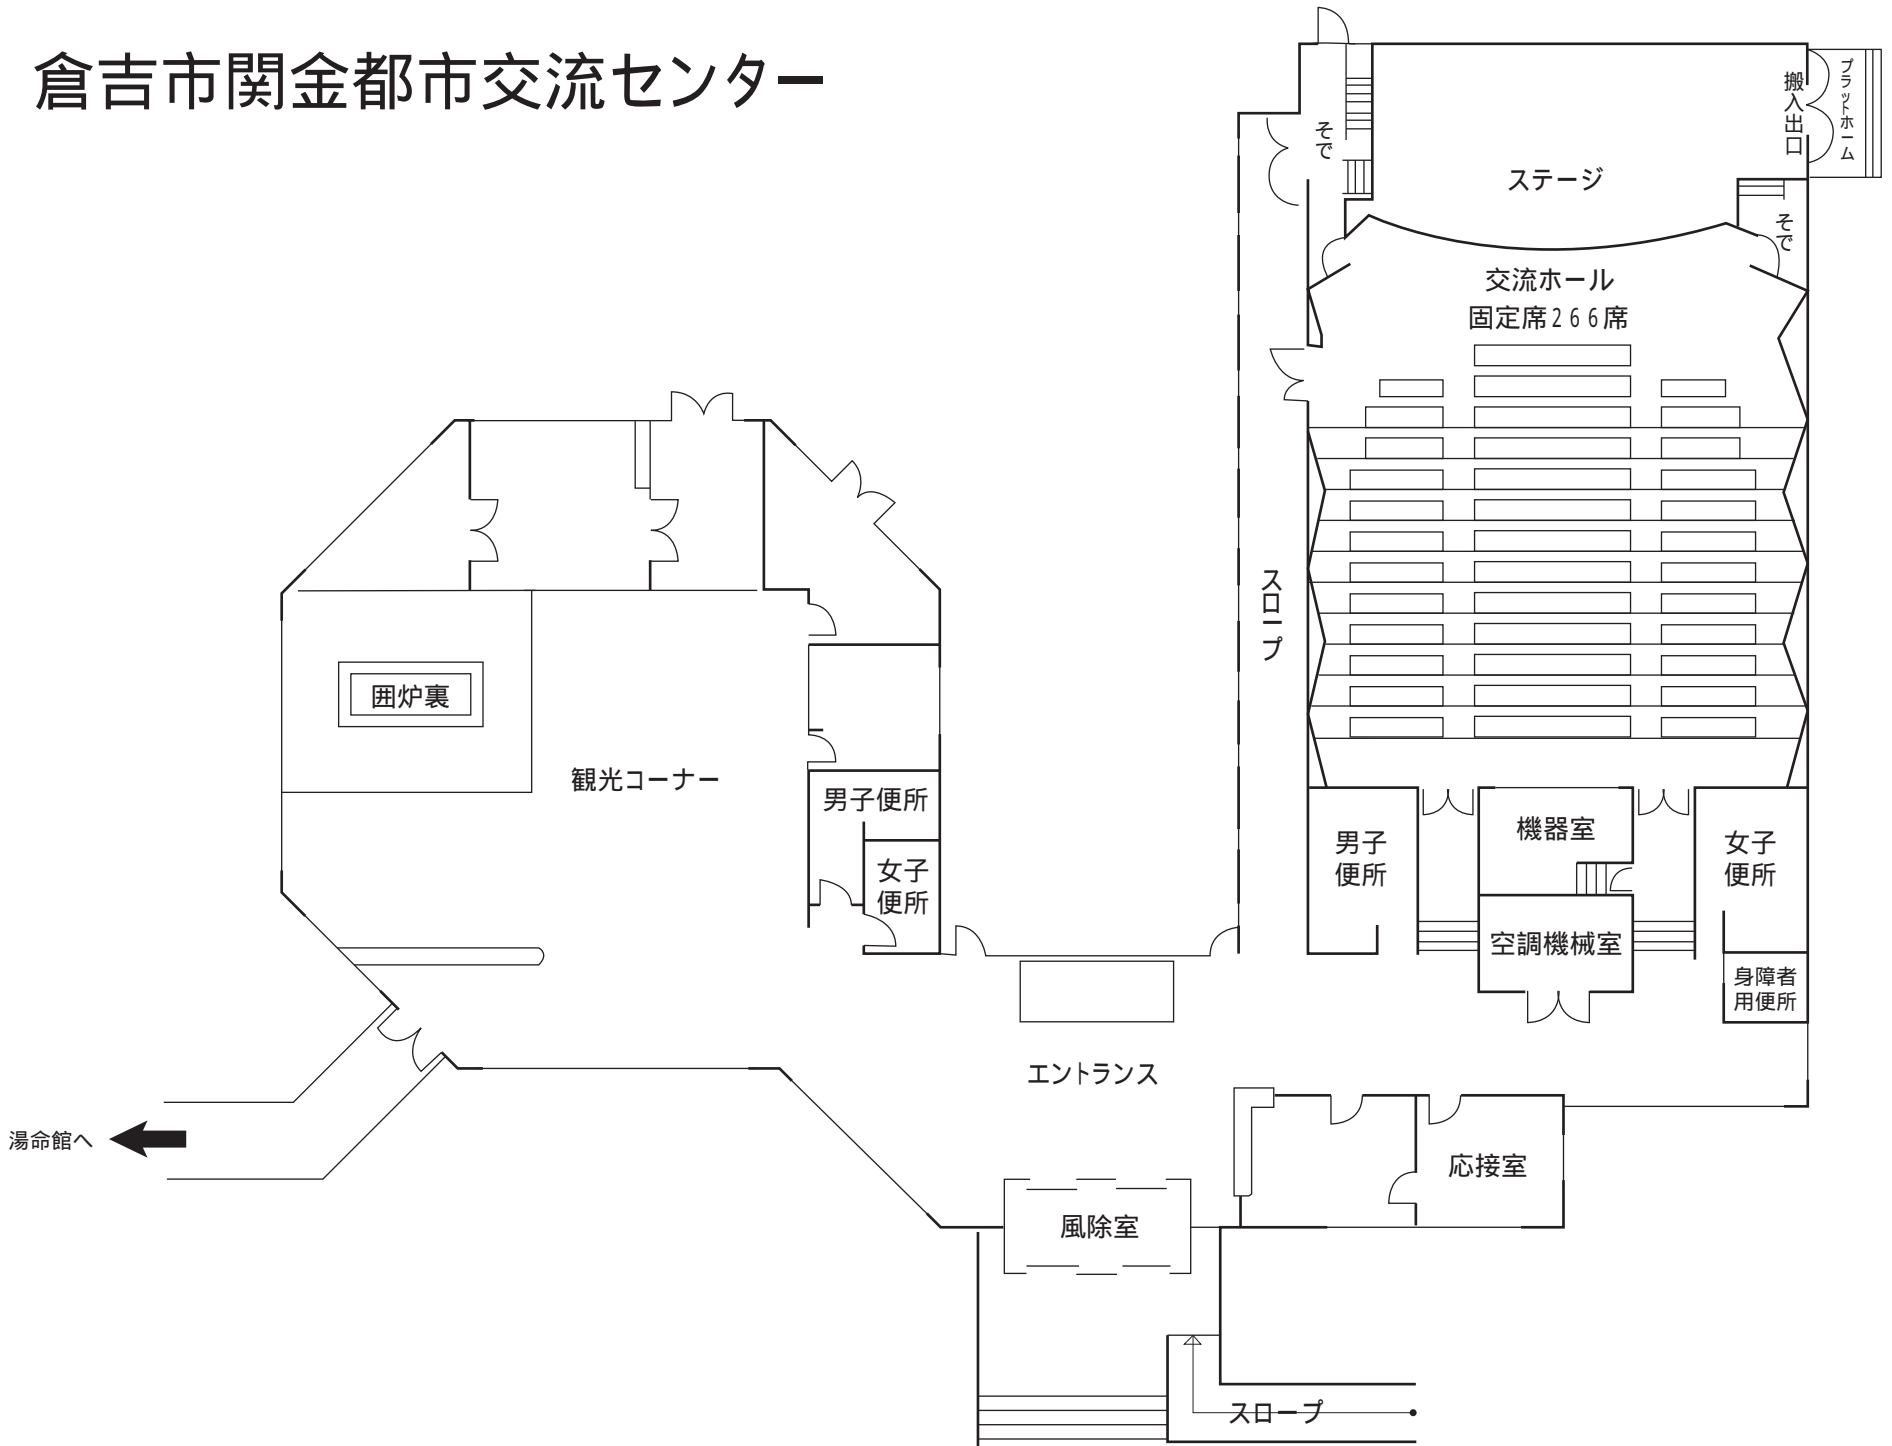 倉吉市関金都市交流センター
プラットホーム
搬入出口
そで
ステージ
そで
交流ホール
固定席266席
スロープ
囲炉裏
観光コーナー
男子便所
女子
便所
男子
便所
機器室
女子
便所
空調機械室
身障者
用便所
エントランス
湯命館へ
応接室
風除室
スロープ